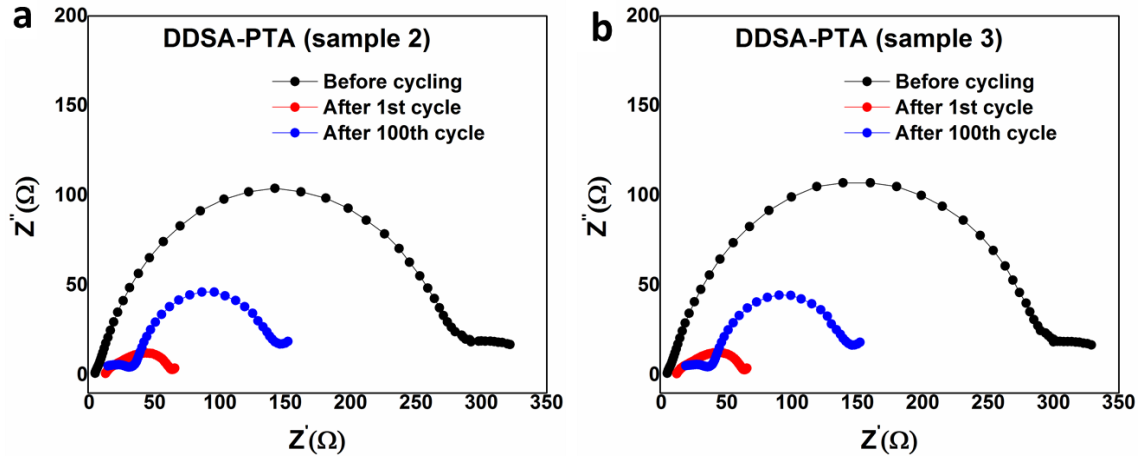 a
DDSA-PTA (sample 2)
Before cycling
After 1st cycle
After 100th cycle
200
150
100
50
0
Z''(Ω)
0 50 100 150 200 250 300 350
Z'(Ω)
b
DDSA-PTA (sample 3)
Before cycling
After 1st cycle
After 100th cycle
200
150
100
50
0
Z''(Ω)
0 50 100 150 200 250 300 350
Z'(Ω)